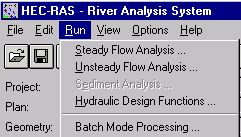 HEC-RAS - River Analysis System
File Edit Run View Options Help
Steady Flow Analysis ...
Unsteady Flow Analysis ...
Sediment Analysis ...
Project:
Hydraulic Design Functions ...
Plan:
Geometry:
Batch Mode Processing ...